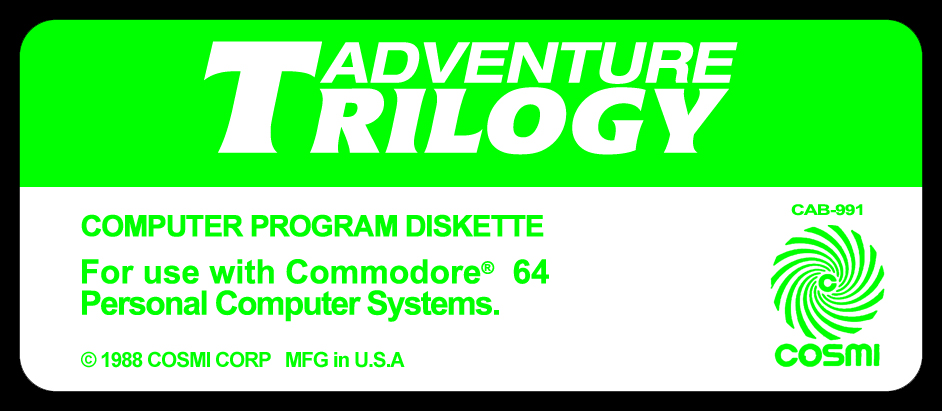 ADVENTURE
TRILOGY
COMPUTER PROGRAM DISKETTE
For use with Commodore® 64
Personal Computer Systems.
© 1988 COSMI CORP MFG in U.S.A
CAB-991
C
COSMI